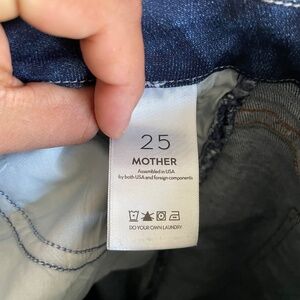 25
MOTHER
Assembled in USA
by both USA and foreign components
DO YOUR OWN LAUNDRY